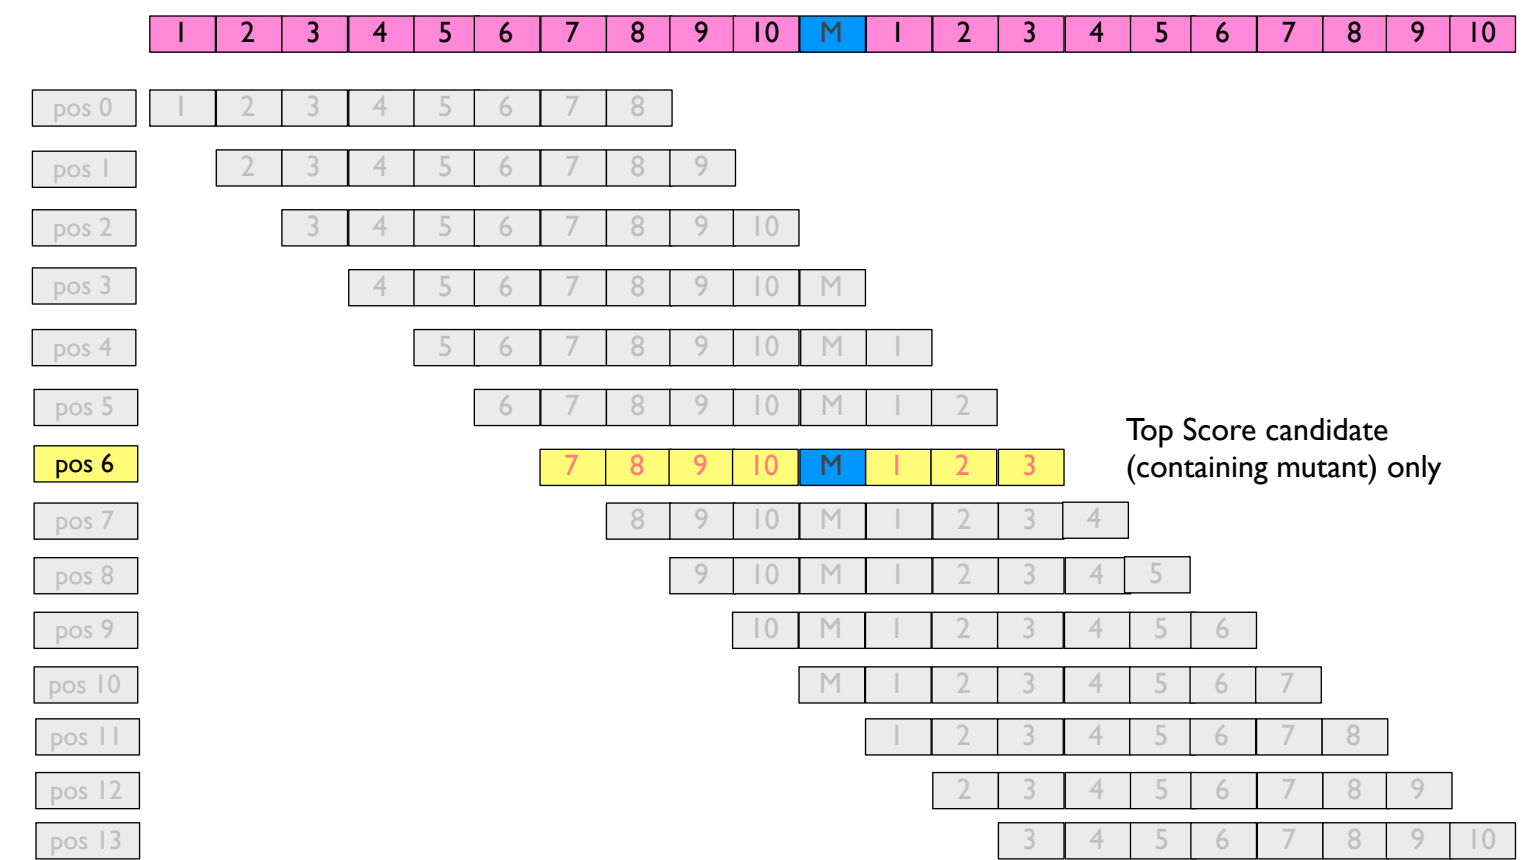 1 2 3 4 5 6 7 8 9 10 M 1 2 3 4 5 6 7 8 9 10
pos 0 1 2 3 4 5 6 7 8
pos 1 2 3 4 5 6 7 8 9
pos 2 3 4 5 6 7 8 9 10
pos 3 4 5 6 7 8 9 10 M
pos 4 5 6 7 8 9 10 M 1
pos 5 6 7 8 9 10 M 1 2
Top Score candidate
(containing mutant) only
pos 6 7 8 9 10 M 1 2 3
pos 7 8 9 10 M 1 2 3 4
pos 8 9 10 M 1 2 3 4 5
pos 9 10 M 1 2 3 4 5 6
pos 10 M 1 2 3 4 5 6 7
pos 11 1 2 3 4 5 6 7 8
pos 12 2 3 4 5 6 7 8 9
pos 13 3 4 5 6 7 8 9 10